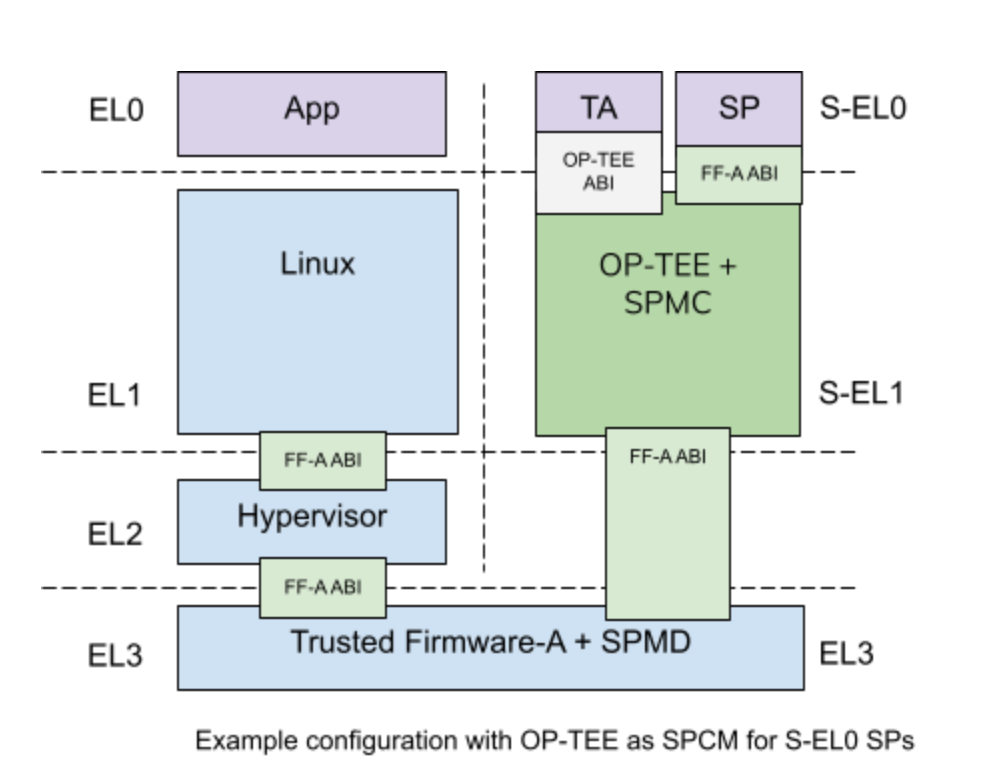 EL0
App
TA
SP
S-EL0
OP-TEE
ABI
FF-A ABI
Linux
OP-TEE +
SPMC
EL1
S-EL1
FF-A ABI
FF-A ABI
Hypervisor
EL2
FF-A ABI
Trusted Firmware-A + SPMD
EL3
EL3
Example configuration with OP-TEE as SPCM for S-EL0 SPs